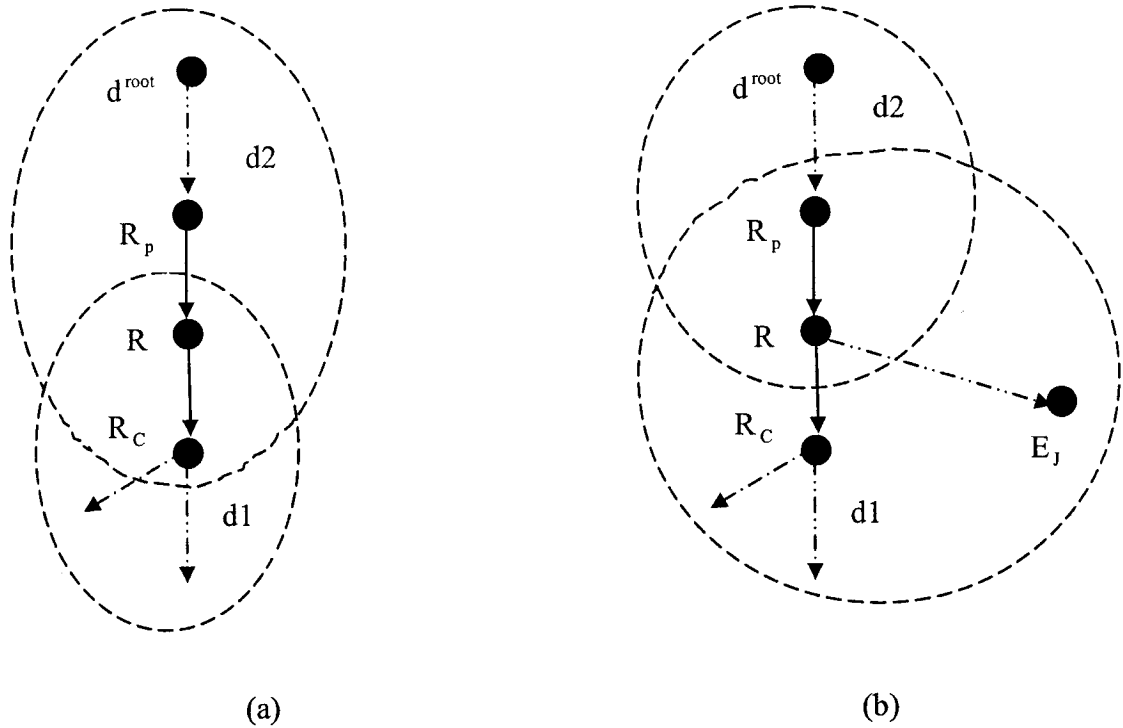 d^root
d2
R_p
R
R_C
d1
(a)
d^root
d2
R_p
R
R_C
E_J
d1
(b)